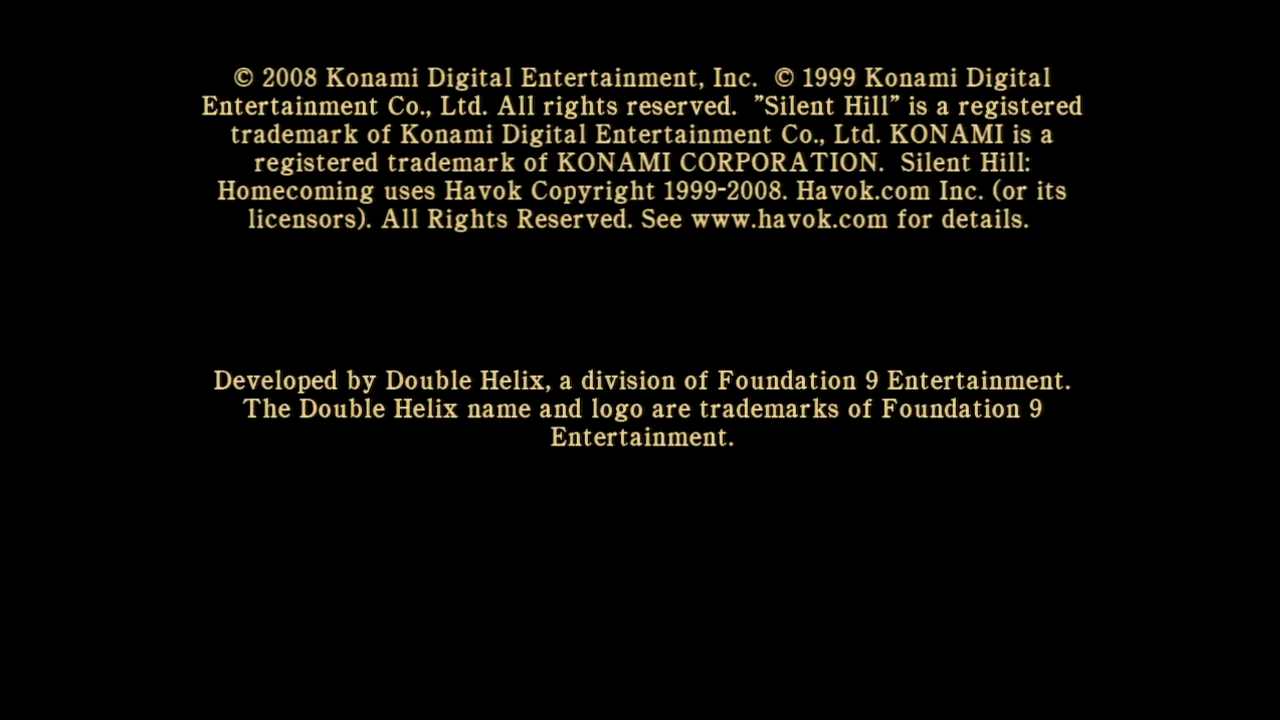 © 2008 Konami Digital Entertainment, Inc.  © 1999 Konami Digital
Entertainment Co., Ltd. All rights reserved.  ”Silent Hill” is a registered
trademark of Konami Digital Entertainment Co., Ltd. KONAMI is a
registered trademark of KONAMI CORPORATION.  Silent Hill:
Homecoming uses Havok Copyright 1999-2008. Havok.com Inc. (or its
licensors). All Rights Reserved. See www.havok.com for details.
Developed by Double Helix, a division of Foundation 9 Entertainment.
The Double Helix name and logo are trademarks of Foundation 9
Entertainment.